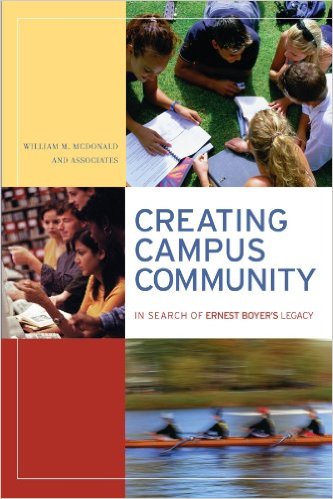 WILLIAM M. MCDONALD
AND ASSOCIATES
CREATING
CAMPUS
COMMUNITY
IN SEARCH OF ERNEST BOYER'S LEGACY